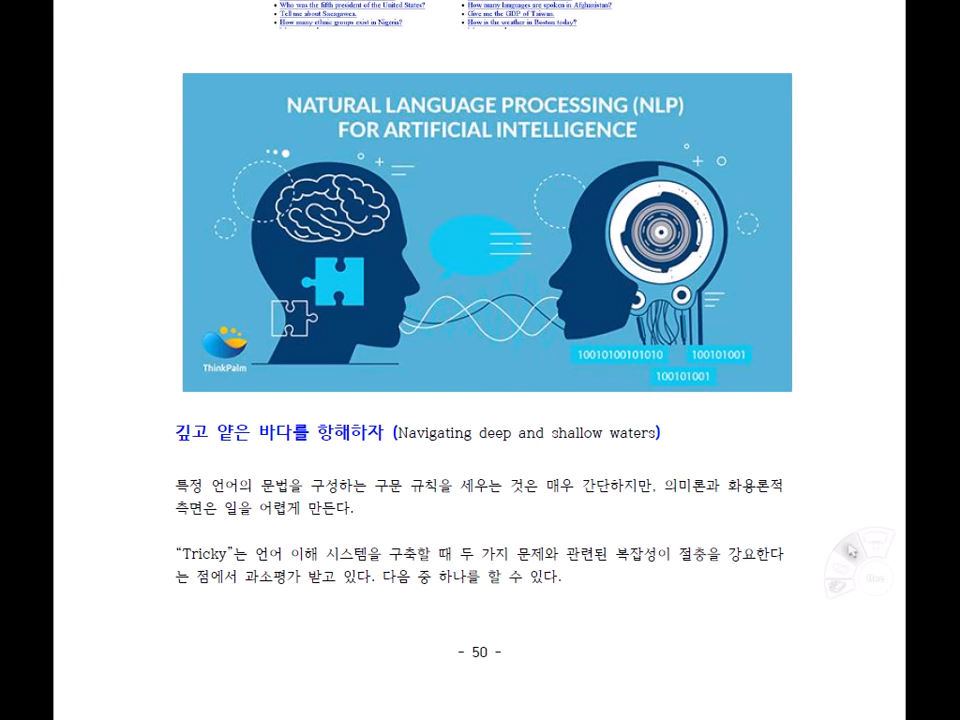 Who was the fifth president of the United States?
Tell me about Sacagawea.
How many ethnic groups exist in Nigeria?
How many languages are spoken in Afghanistan?
Give me the GDP of Taiwan.
How is the weather in Boston today?
NATURAL LANGUAGE PROCESSING (NLP)
FOR ARTIFICIAL INTELLIGENCE
ThinkPalm
10010100101010
100101001
100101001
깊고 얕은 바다를 항해하자 (Navigating deep and shallow waters)
특정 언어의 문법을 구성하는 구문 규칙을 세우는 것은 매우 간단하지만, 의미론과 화용론적
측면은 일을 어렵게 만든다.
“Tricky”는 언어 이해 시스템을 구축할 때 두 가지 문제와 관련된 복잡성이 절충을 강요한다
는 점에서 과소평가 받고 있다. 다음 중 하나를 할 수 있다.
- 50 -